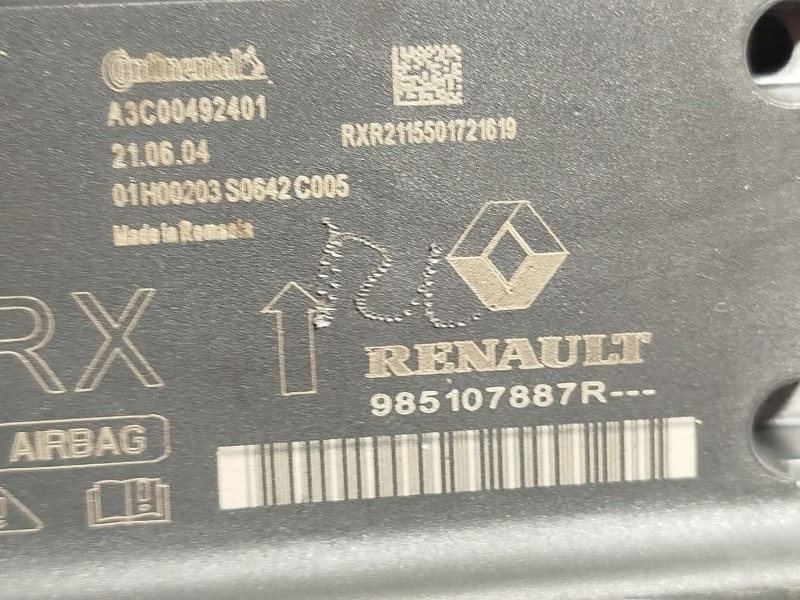 Continental
A3C00492401
21.06.04
01H00203 S0642 C005
Made in Romania
RXR2115501721619
RX
RENAULT
985107887R---
AIRBAG